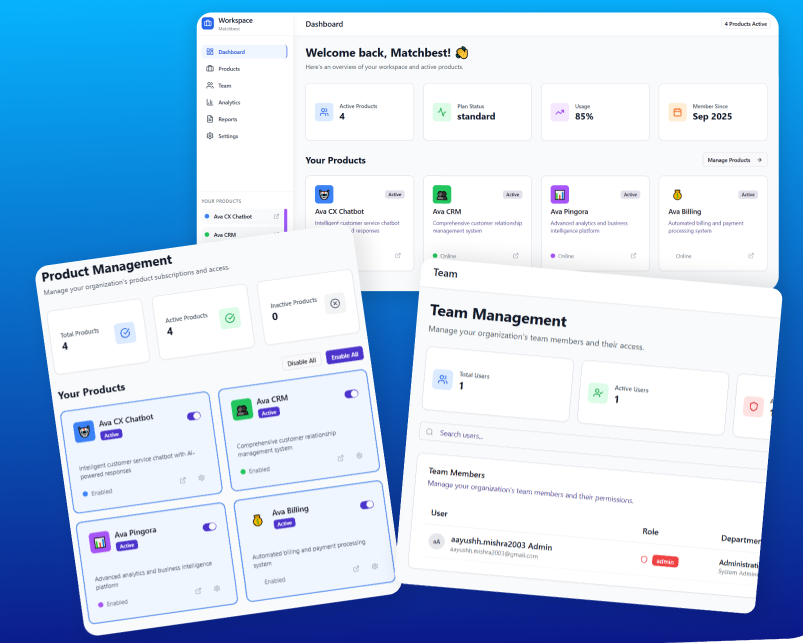 Workspace
Matchbest
Dashboard
4 Products Active
Dashboard
Products
Team
Analytics
Reports
Settings
YOUR PRODUCTS
Ava CX Chatbot
Ava CRM
Welcome back, Matchbest! 👋
Here's an overview of your workspace and active products.
Active Products
4
Plan Status
standard
Usage
85%
Member Since
Sep 2025
Your Products
Manage Products
Active
Ava CX Chatbot
Intelligent customer service chatbot
responses
Active
Ava CRM
Comprehensive customer relationship
management system
Online
Active
Ava Pingora
Advanced analytics and business
intelligence platform
Online
Active
Ava Billing
Automated billing and payment
processing system
Online
Product Management
Manage your organization's product subscriptions and access.
Total Products
4
Active Products
4
Inactive Products
0
Disable All
Enable All
Your Products
Ava CX Chatbot
Active
Intelligent customer service chatbot with AI-
powered responses
Enabled
Ava CRM
Active
Comprehensive customer relationship
management system
Enabled
Ava Pingora
Active
Advanced analytics and business intelligence
platform
Enabled
Ava Billing
Active
Automated billing and payment processing
system
Enabled
Team
Team Management
Manage your organization's team members and their access.
Total Users
1
Active Users
1
Search users...
Team Members
Manage your organization's team members and their permissions.
User
Role
Departmen
aA
aayushh.mishra2003 Admin
aayushh.mishra2003@gmail.com
admin
Administrati
System Admin